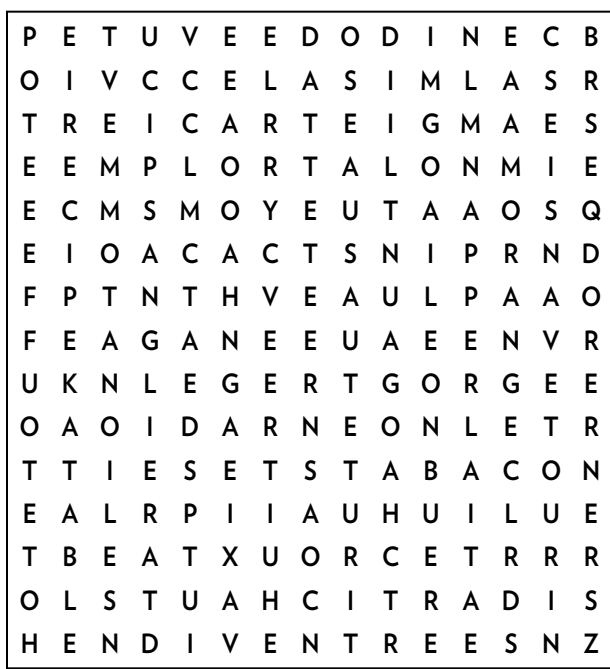 P E T U V E E D O D I N E C B
O I V C C E L A S I M L A S R
T R E I C A R T E I G M A E S
E E M P L O R T A L O N M I E
E C M S M O Y E U T A A O S Q
E I O A C A C T S N I P R N D
F P T N T H V E A U L P A A O
F E A G A N E E U A E E N V R
U K N L E G E R T G O R G E E
O A O I D A R N E O N L E T R
T T I E S E T S T A B A C O N
E A L R P I I A U H U I L U E
T B E A T X U O R C E T R R R
O L S T U A H C I T R A D I S
H E N D I V E N T R E E S N Z